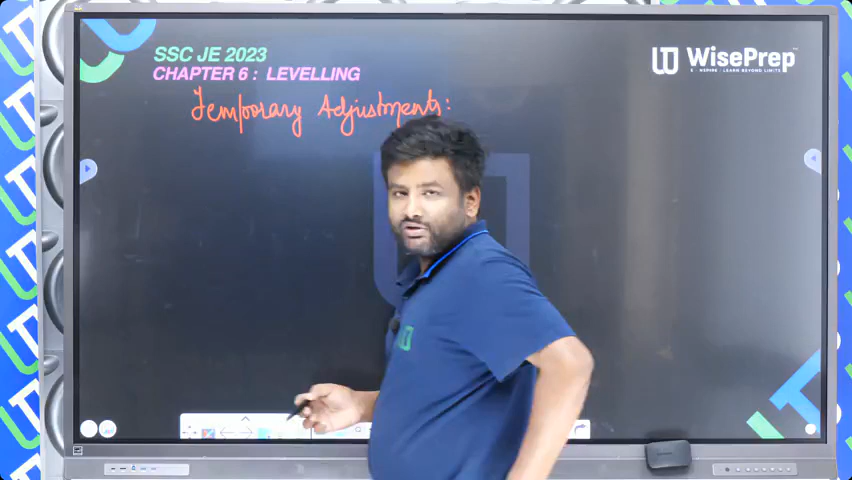 SSC JE 2023
CHAPTER 6 : LEVELLING
WisePrep
Temporary Adjustments: